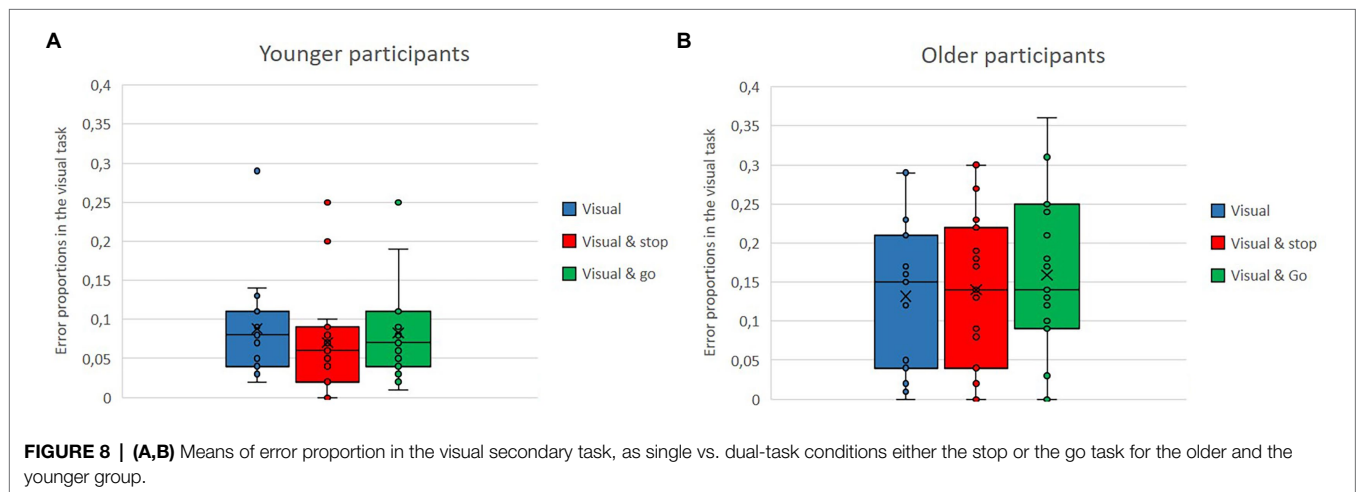 A
Younger participants
Error proportions in the visual task
0,4
0,35
0,3
0,25
0,2
0,15
0,1
0,05
0
Visual
Visual & stop
Visual & go
B
Older participants
Error proportions in the visual task
0,4
0,35
0,3
0,25
0,2
0,15
0,1
0,05
0
Visual
Visual & stop
Visual & Go
FIGURE 8 | (A,B) Means of error proportion in the visual secondary task, as single vs. dual-task conditions either the stop or the go task for the older and the
younger group.